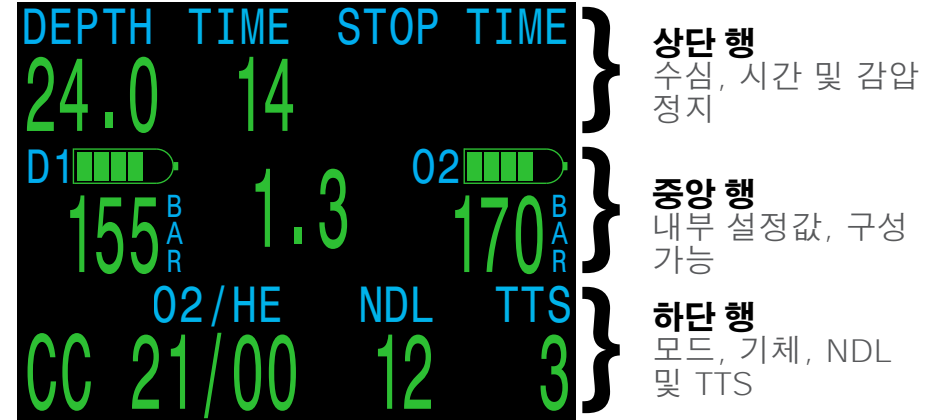 DEPTH TIME STOP TIME
24.0 14
D1 O2
155 BAR 1.3 170 BAR
O2/HE NDL TTS
CC 21/00 12 3
상단 행
수심, 시간 및 감압
정지
중앙 행
내부 설정값, 구성
가능
하단 행
모드, 기체, NDL
및 TTS